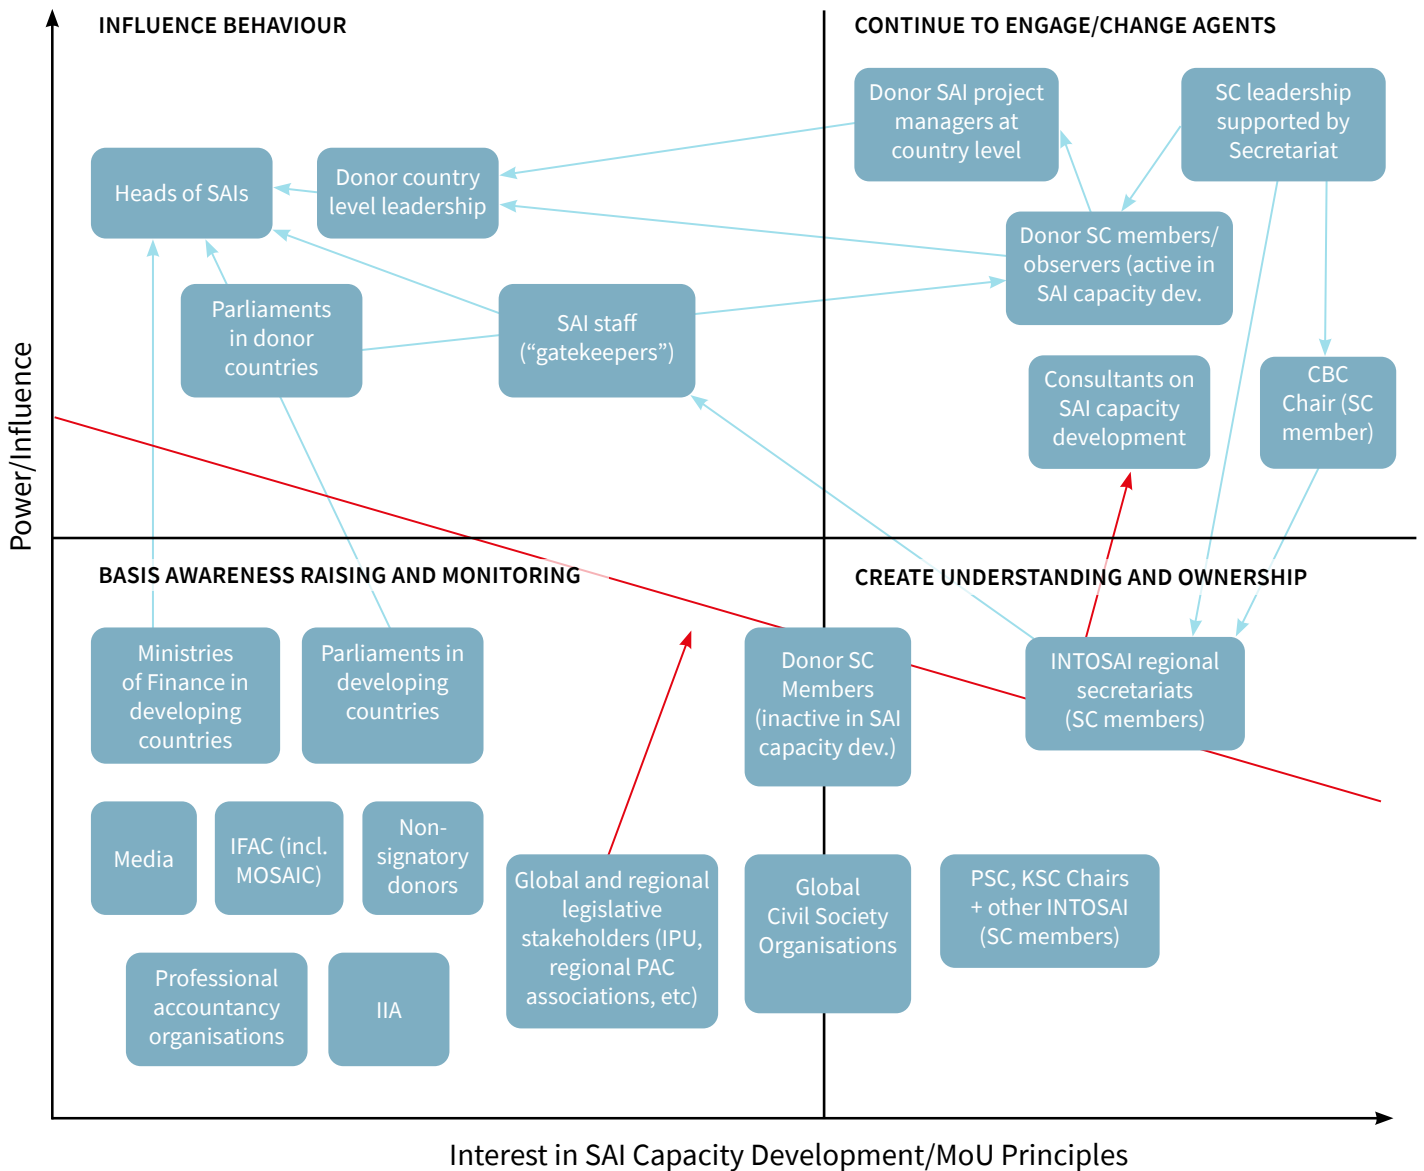 INFLUENCE BEHAVIOUR
CONTINUE TO ENGAGE/CHANGE AGENTS
Donor SAI project
managers at
country level
SC leadership
supported by
Secretariat
Heads of SAIs
Donor country
level leadership
Donor SC members/
observers (active in
SAI capacity dev.
Parliaments
in donor
countries
SAI staff
(“gatekeepers”)
Consultants on
SAI capacity
development
CBC
Chair (SC
member)
Power/Influence
BASIS AWARENESS RAISING AND MONITORING
CREATE UNDERSTANDING AND OWNERSHIP
Ministries
of Finance in
developing
countries
Parliaments in
developing
countries
Donor SC
Members
(inactive in SAI
capacity dev.)
INTOSAI regional
secretariats
(SC members)
Media
IFAC (incl.
MOSAIC)
Non-
signatory
donors
Global and regional
legislative
stakeholders (IPU,
regional PAC
associations, etc)
Global
Civil Society
Organisations
PSC, KSC Chairs
+ other INTOSAI
(SC members)
Professional
accountancy
organisations
IIA
Interest in SAI Capacity Development/MoU Principles